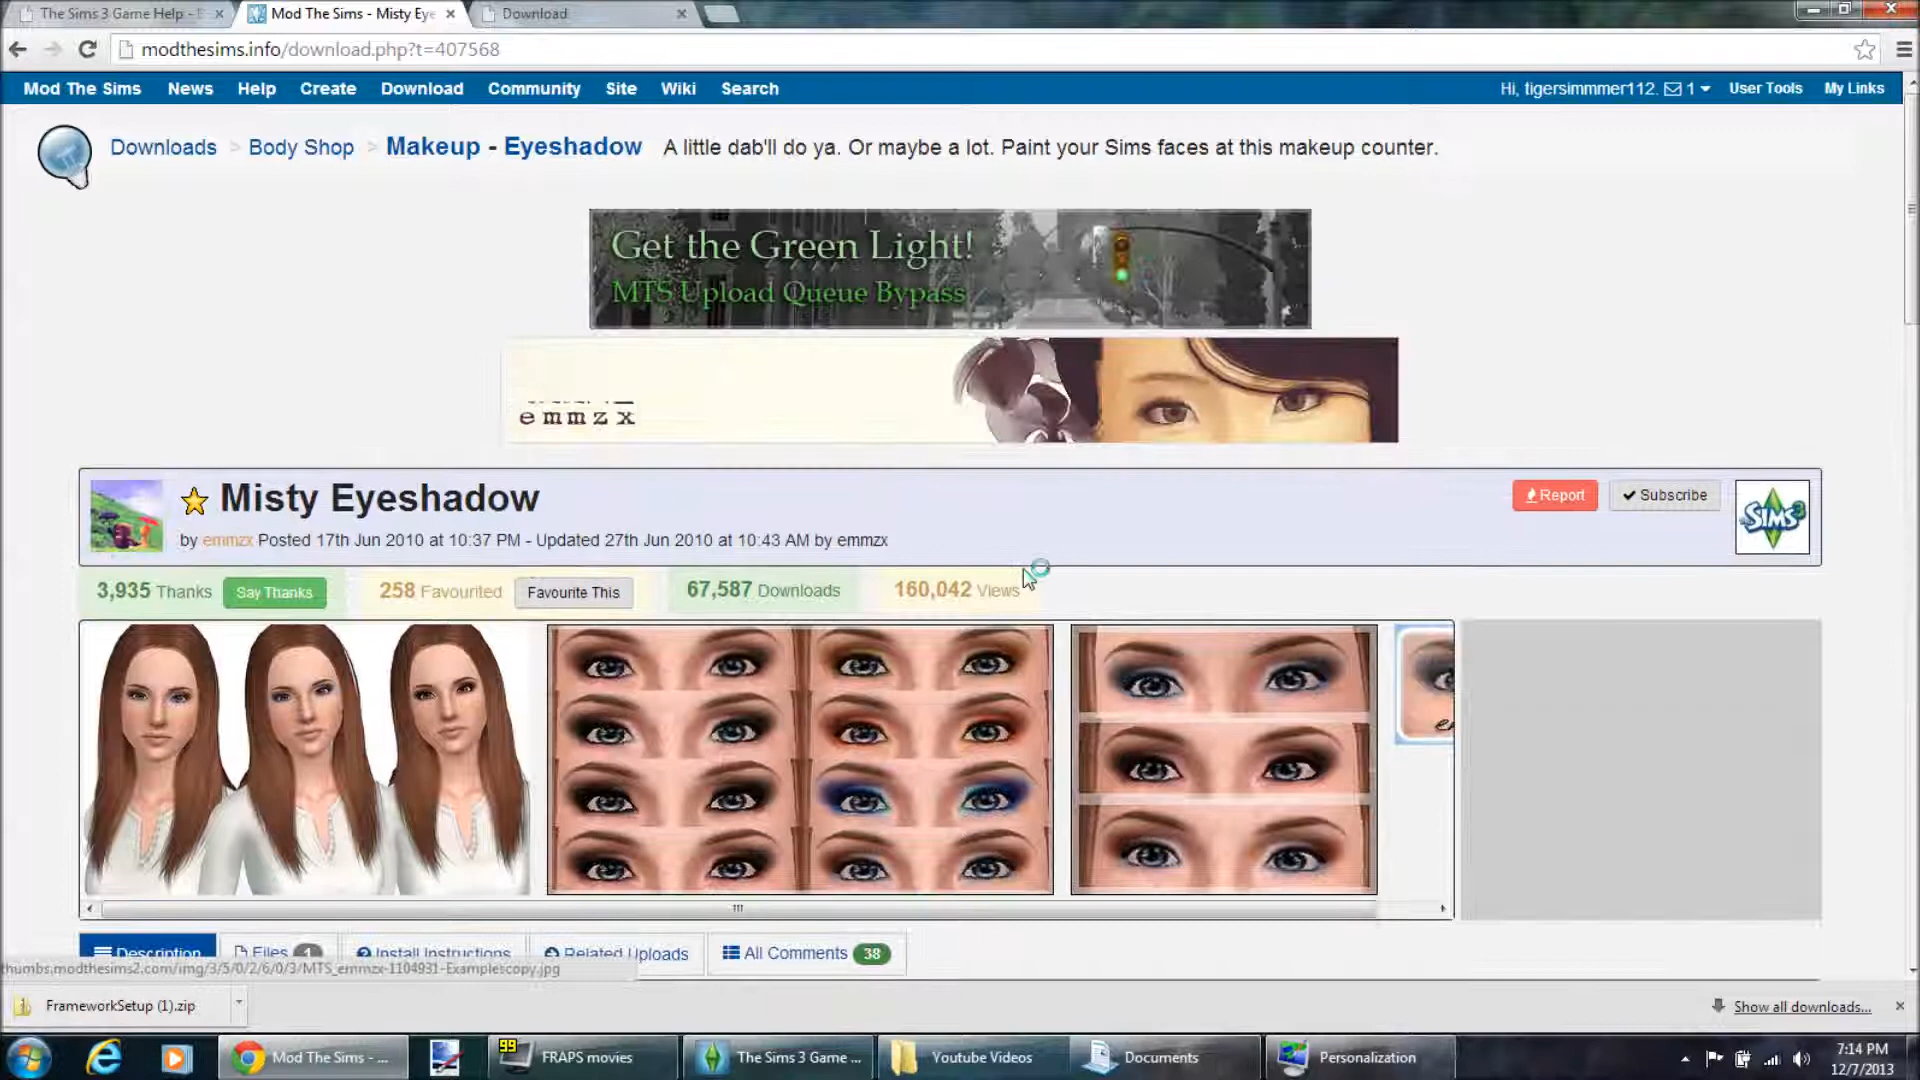 The Sims 3 Game Help - E
Mod The Sims - Misty Eye
Download
modthesims.info/download.php?t=407568
Mod The Sims News Help Create Download Community Site Wiki Search
Hi, tigersimmmer112. 1 User Tools My Links
Downloads > Body Shop > Makeup - Eyeshadow A little dab'll do ya. Or maybe a lot. Paint your Sims faces at this makeup counter.
Get the Green Light!
MTS Upload Queue Bypass
emmzx
Misty Eyeshadow
Report
Subscribe
SIMS 3
by emmzx Posted 17th Jun 2010 at 10:37 PM - Updated 27th Jun 2010 at 10:43 AM by emmzx
3,935 Thanks Say Thanks 258 Favourited Favourite This 67,587 Downloads 160,042 Views
Description Files 1 Install Instructions Related Uploads All Comments 38
thumbs.modthesims2.com/img/3/5/0/2/6/0/3/MTS_emmzx-1104931-Examplescopy.jpg
FrameworkSetup (1).zip
Show all downloads...
Mod The Sims - ...
99
FRAPS movies
The Sims 3 Game ...
Youtube Videos
Documents
Personalization
7:14 PM
12/7/2013